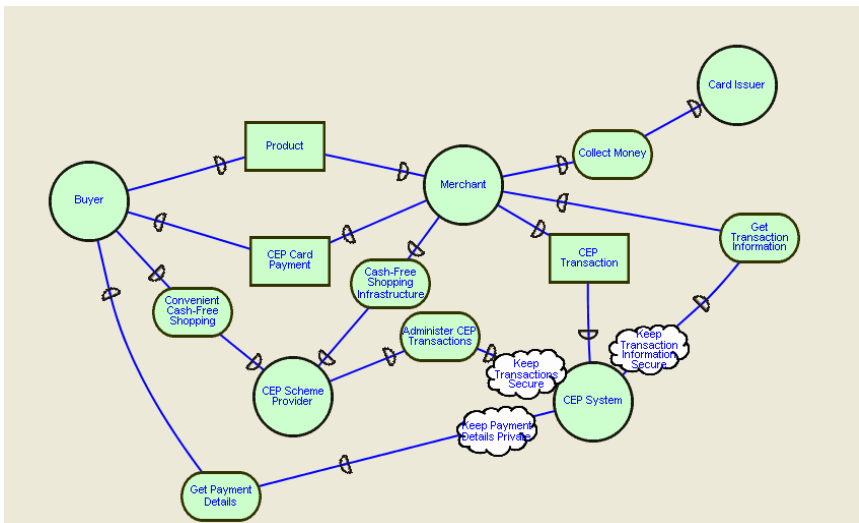 Card Issuer
Product
Collect Money
Merchant
Buyer
Get
Transaction
Information
CEP Card
Payment
CEP
Transaction
Cash-Free
Shopping
Infrastructure
Convenient
Cash-Free
Shopping
Administer CEP
Transactions
Keep
Transaction
Information
Secure
Keep
Transactions
Secure
CEP Scheme
Provider
CEP System
Keep Payment
Details Private
Get Payment
Details